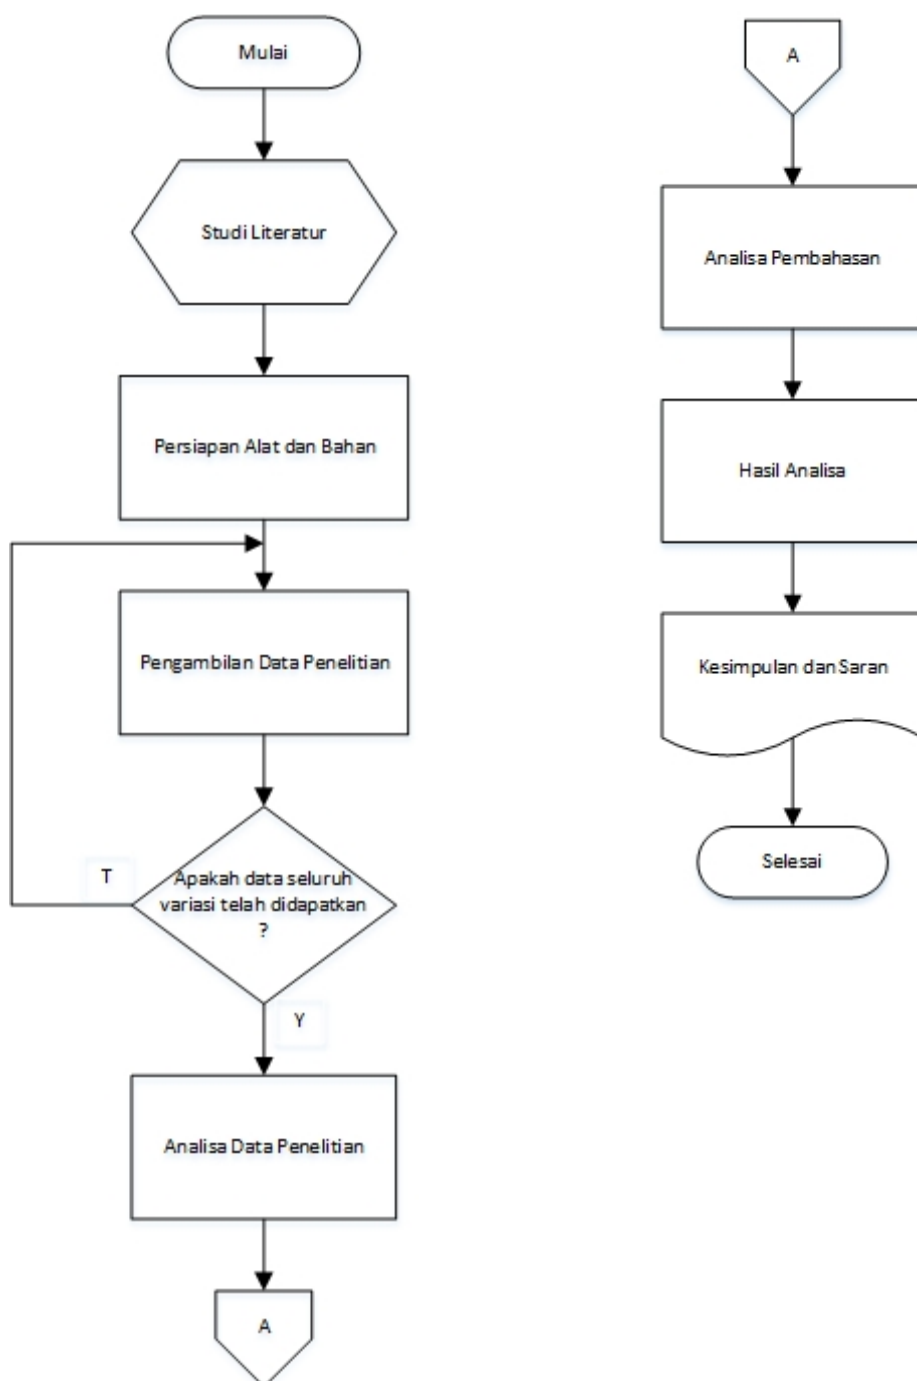 Mulai
Studi Literatur
Persiapan Alat dan Bahan
Pengambilan Data Penelitian
Apakah data seluruh
variasi telah didapatkan
?
T
Y
Analisa Data Penelitian
A
A
Analisa Pembahasan
Hasil Analisa
Kesimpulan dan Saran
Selesai